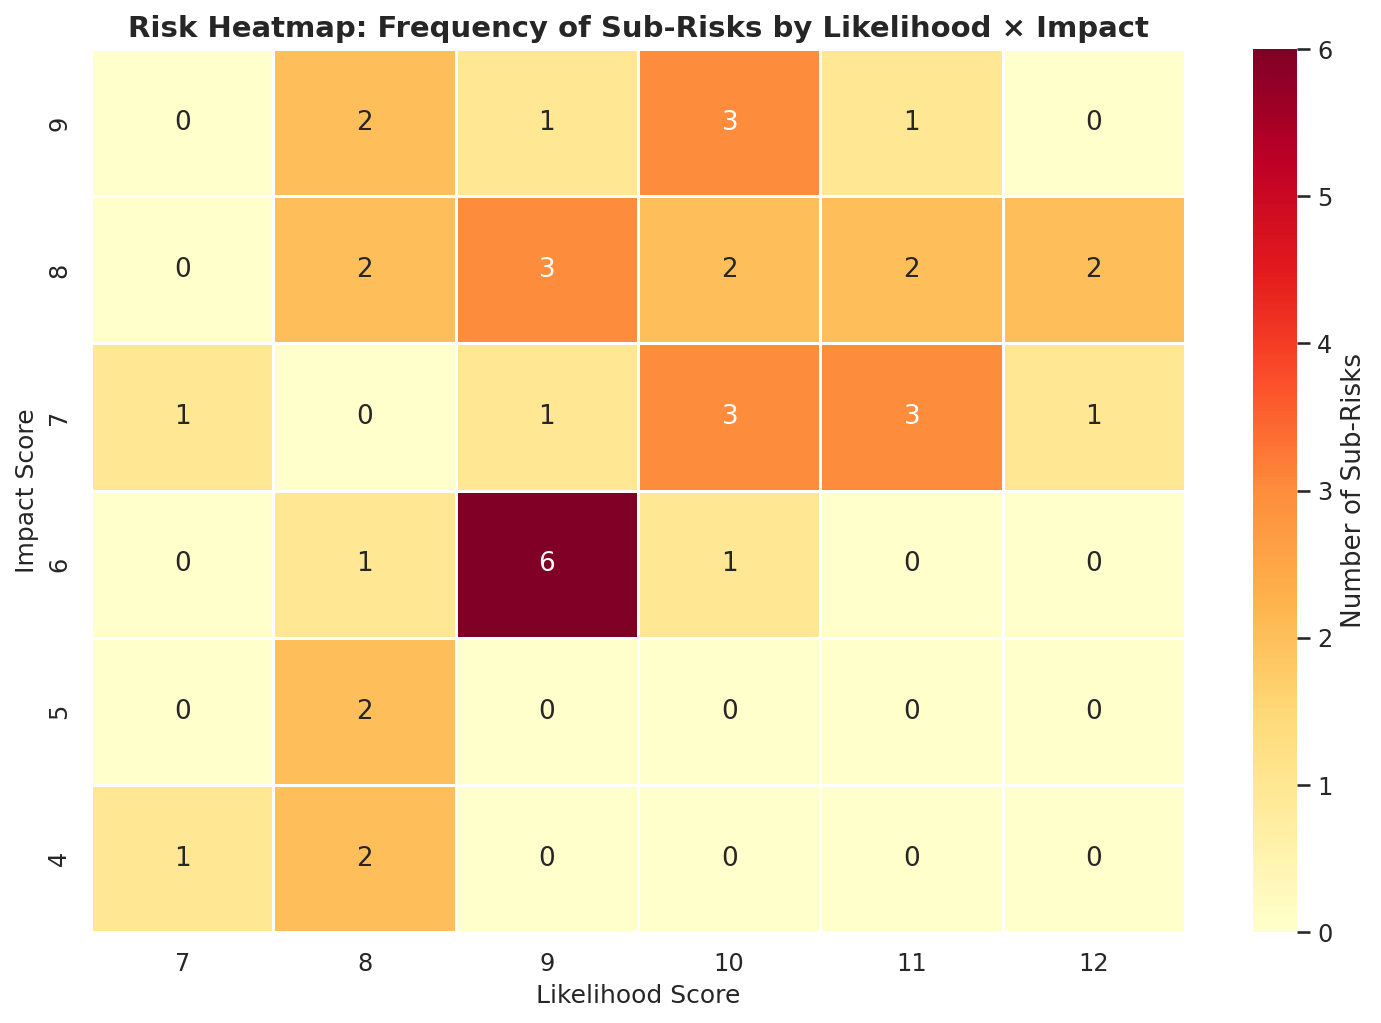 Risk Heatmap: Frequency of Sub-Risks by Likelihood × Impact
9 0 2 1 3 1 0
8 0 2 3 2 2 2
7 1 0 1 3 3 1
6 0 1 6 1 0 0
5 0 2 0 0 0 0
4 1 2 0 0 0 0
7 8 9 10 11 12
Likelihood Score
Impact Score
6
5
4
3
2
1
0
Number of Sub-Risks